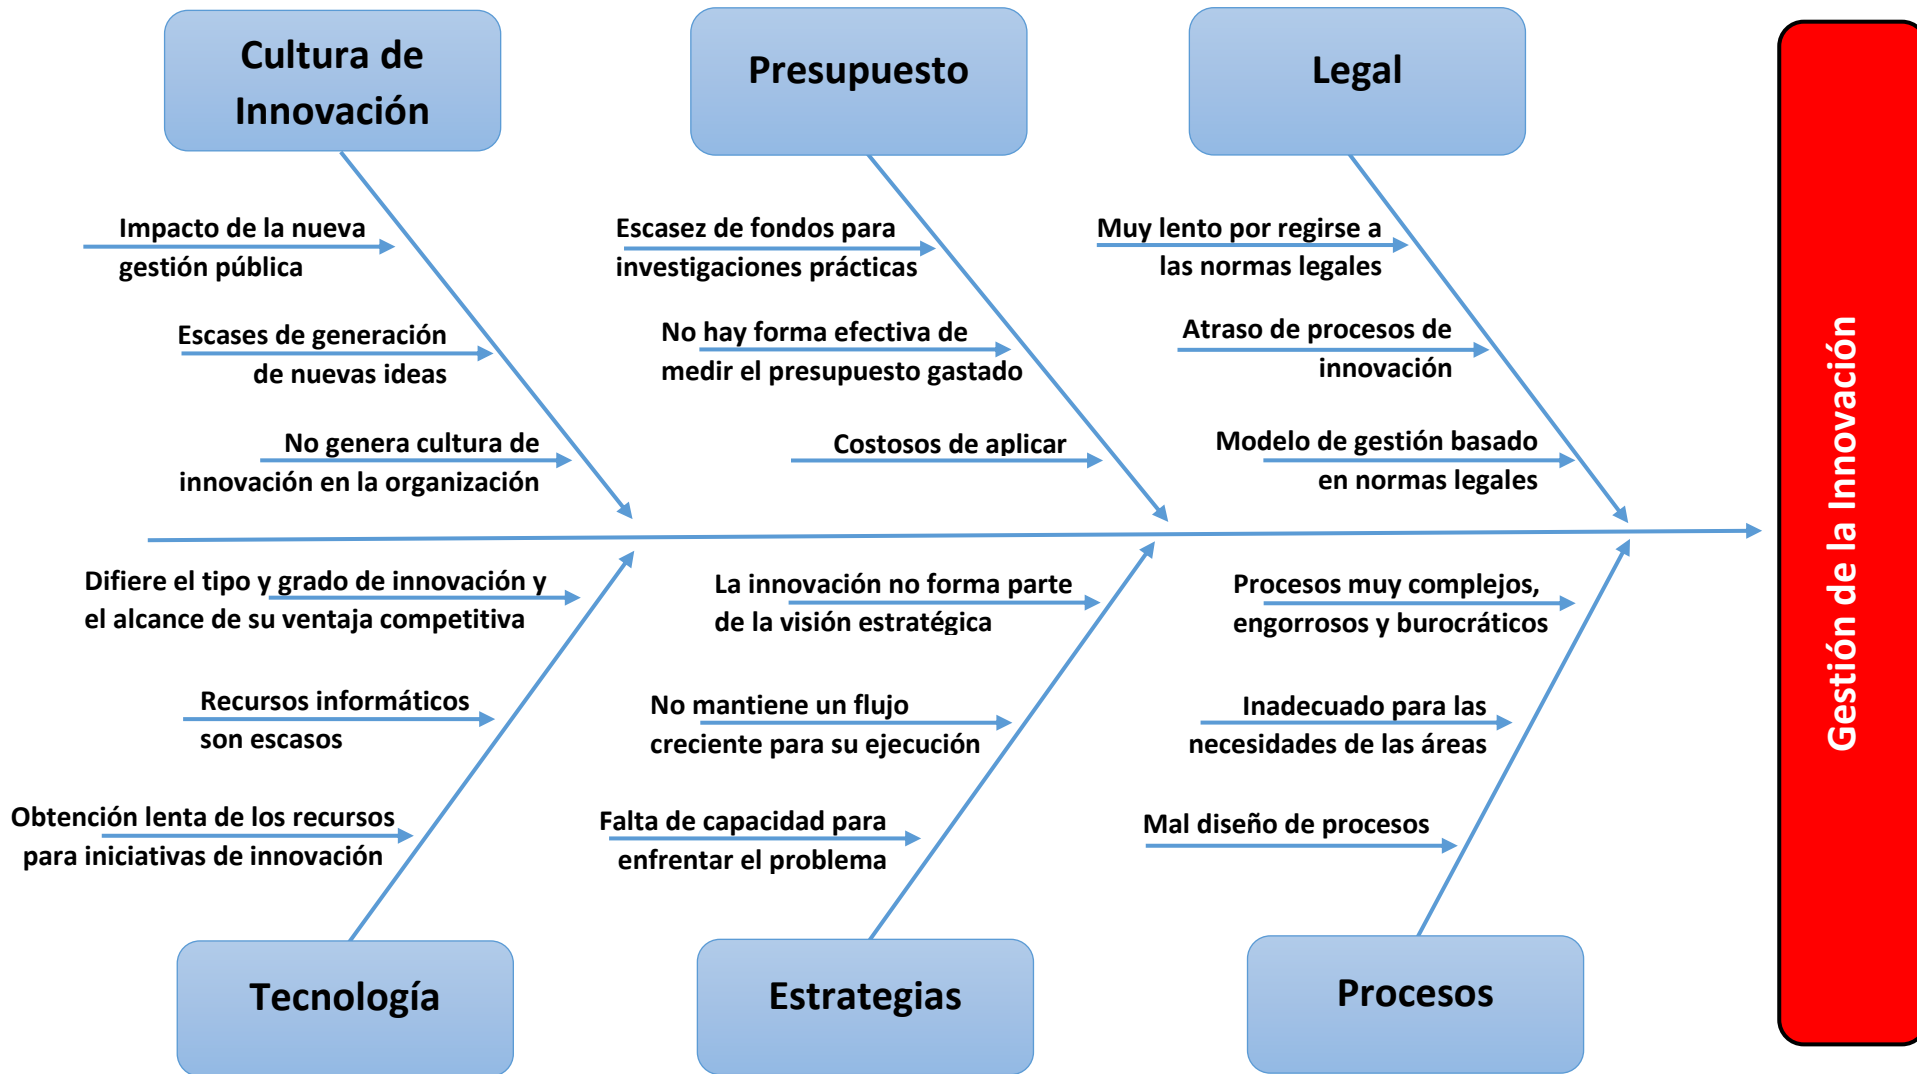 Cultura de
Innovación
Presupuesto
Legal
Impacto de la nueva
gestión pública
Escases de generación
de nuevas ideas
No genera cultura de
innovación en la organización
Escasez de fondos para
investigaciones prácticas
No hay forma efectiva de
medir el presupuesto gastado
Costosos de aplicar
Muy lento por regirse a
las normas legales
Atraso de procesos de
innovación
Modelo de gestión basado
en normas legales
Gestión de la Innovación
Difiere el tipo y grado de innovación y
el alcance de su ventaja competitiva
Recursos informáticos
son escasos
Obtención lenta de los recursos
para iniciativas de innovación
La innovación no forma parte
de la visión estratégica
No mantiene un flujo
creciente para su ejecución
Falta de capacidad para
enfrentar el problema
Procesos muy complejos,
engorrosos y burocráticos
Inadecuado para las
necesidades de las áreas
Mal diseño de procesos
Tecnología
Estrategias
Procesos